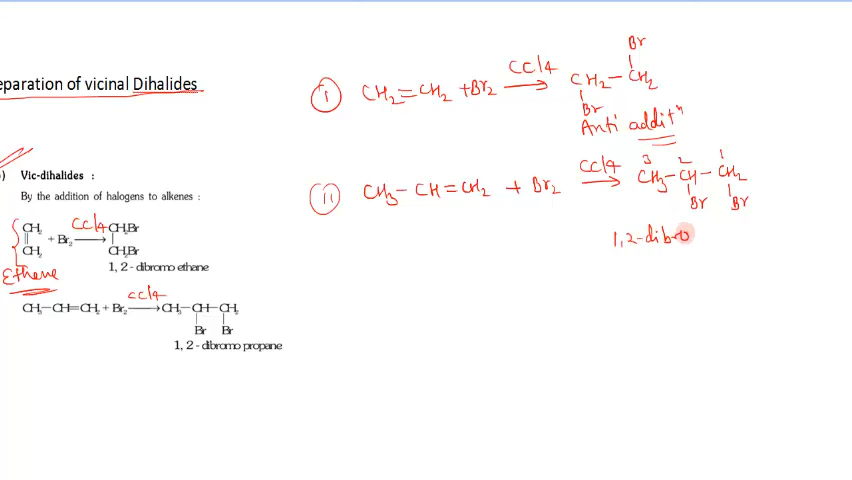 eparation of vicinal Dihalides
) Vic-dihalides :
By the addition of halogens to alkenes :
CH₂ CCl4 CH₂Br
|| + Br₂ ⟶ |
CH₂ CH₂Br
Ethane
1, 2 - dibromo ethane
CCl4
CH₃—CH=CH₂ + Br₂ ⟶ CH₃—CH—CH₂
| |
Br Br
1, 2 - dibromo propane
Br
|
(i) CH₂=CH₂ +Br₂ CCl4 ⟶ CH₂—CH₂
|
Br
Anti additⁿ
CCl4 3 2 1
(ii) CH₃—CH=CH₂ + Br₂ ⟶ CH₃—CH—CH₂
| |
Br Br
1,2-dibro